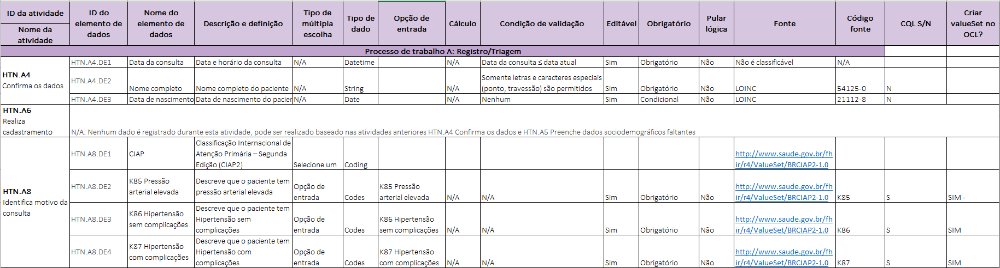 ID da atividade
Nome da
atividade
ID do
elemento de
dados
Nome do
elemento de
dados
Descrição e definição
Tipo de
múltipla
escolha
Tipo de
dado
Opção de
entrada
Cálculo
Condição de validação
Editável
Obrigatório
Pular
lógica
Fonte
Código
fonte
CQL S/N
Criar
valueSet no
OCL?
Processo de trabalho A: Registro/Triagem
HTN.A4
Confirma os dados
HTN.A4.DE1
Data da consulta
Data e horário da consulta
N/A
Datetime
N/A
Data da consulta ≤ data atual
Sim
Obrigatório
Não
Não é classificável
N/A
HTN.A4.DE2
Nome completo
Nome completo do paciente
N/A
String
N/A
Somente letras e caracteres especiais
(ponto, travessão) são permitidos
Sim
Obrigatório
Não
LOINC
54125-0
N
HTN.A4.DE3
Data de nascimento
Data de nascimento do pacien
N/A
Date
N/A
Nenhum
Sim
Condicional
Não
LOINC
21112-8
N
HTN.A6
Realiza
cadastramento
N/A: Nenhum dado é registrado durante esta atividade, pode ser realizado baseado nas atividades anteriores HTN.A4 Confirma os dados e HTN.A5 Preenche dados sociodemográficos faltantes
HTN.A8
Identifica motivo da
consulta
HTN.A8.DE1
CIAP
Classificação Internacional de
Atenção Primária – Segunda
Edição (CIAP2)
Selecione um
Coding
http://www.saude.gov.br/fh
ir/r4/ValueSet/BRCIAP2-1.0
HTN.A8.DE2
K85 Pressão
arterial elevada
Descreve que o paciente tem
pressão arterial elevada
Opção de
entrada
Codes
K85 Pressão
arterial elevada
N/A
N/A
Sim
Obrigatório
Não
http://www.saude.gov.br/fh
ir/r4/ValueSet/BRCIAP2-1.0
K85
S
SIM -
HTN.A8.DE3
K86 Hipertensão
sem complicações
Descreve que o paciente tem
Hipertensão sem
complicações
Opção de
entrada
Codes
K86 Hipertensão
sem complicações
N/A
N/A
Sim
Obrigatório
Não
http://www.saude.gov.br/fh
ir/r4/ValueSet/BRCIAP2-1.0
K86
S
SIM
HTN.A8.DE4
K87 Hipertensão
com complicações
Descreve que o paciente tem
Hipertensão com
complicações
Opção de
entrada
Codes
K87 Hipertensão
com complicações
N/A
N/A
Sim
Obrigatório
Não
http://www.saude.gov.br/fh
ir/r4/ValueSet/BRCIAP2-1.0
K87
S
SIM